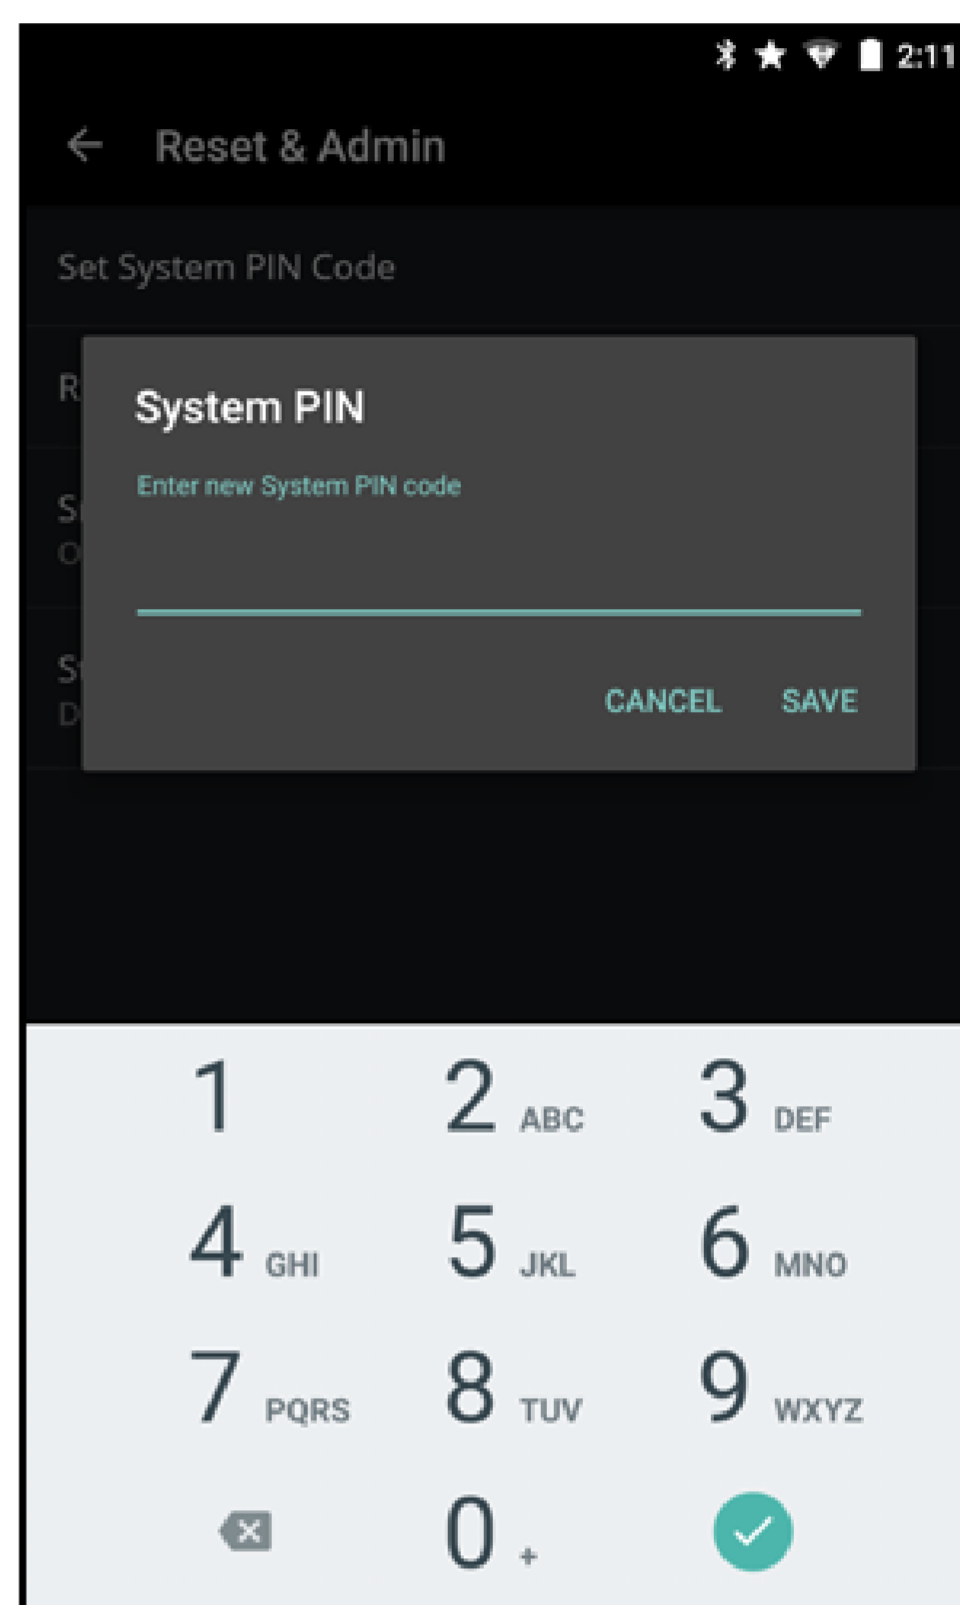 2:11
Reset & Admin
Set System PIN Code
R
O
D
System PIN
Enter new System PIN code
CANCEL SAVE
1 2 ABC 3 DEF
4 GHI 5 JKL 6 MNO
7 PQRS 8 TUV 9 WXYZ
0 +